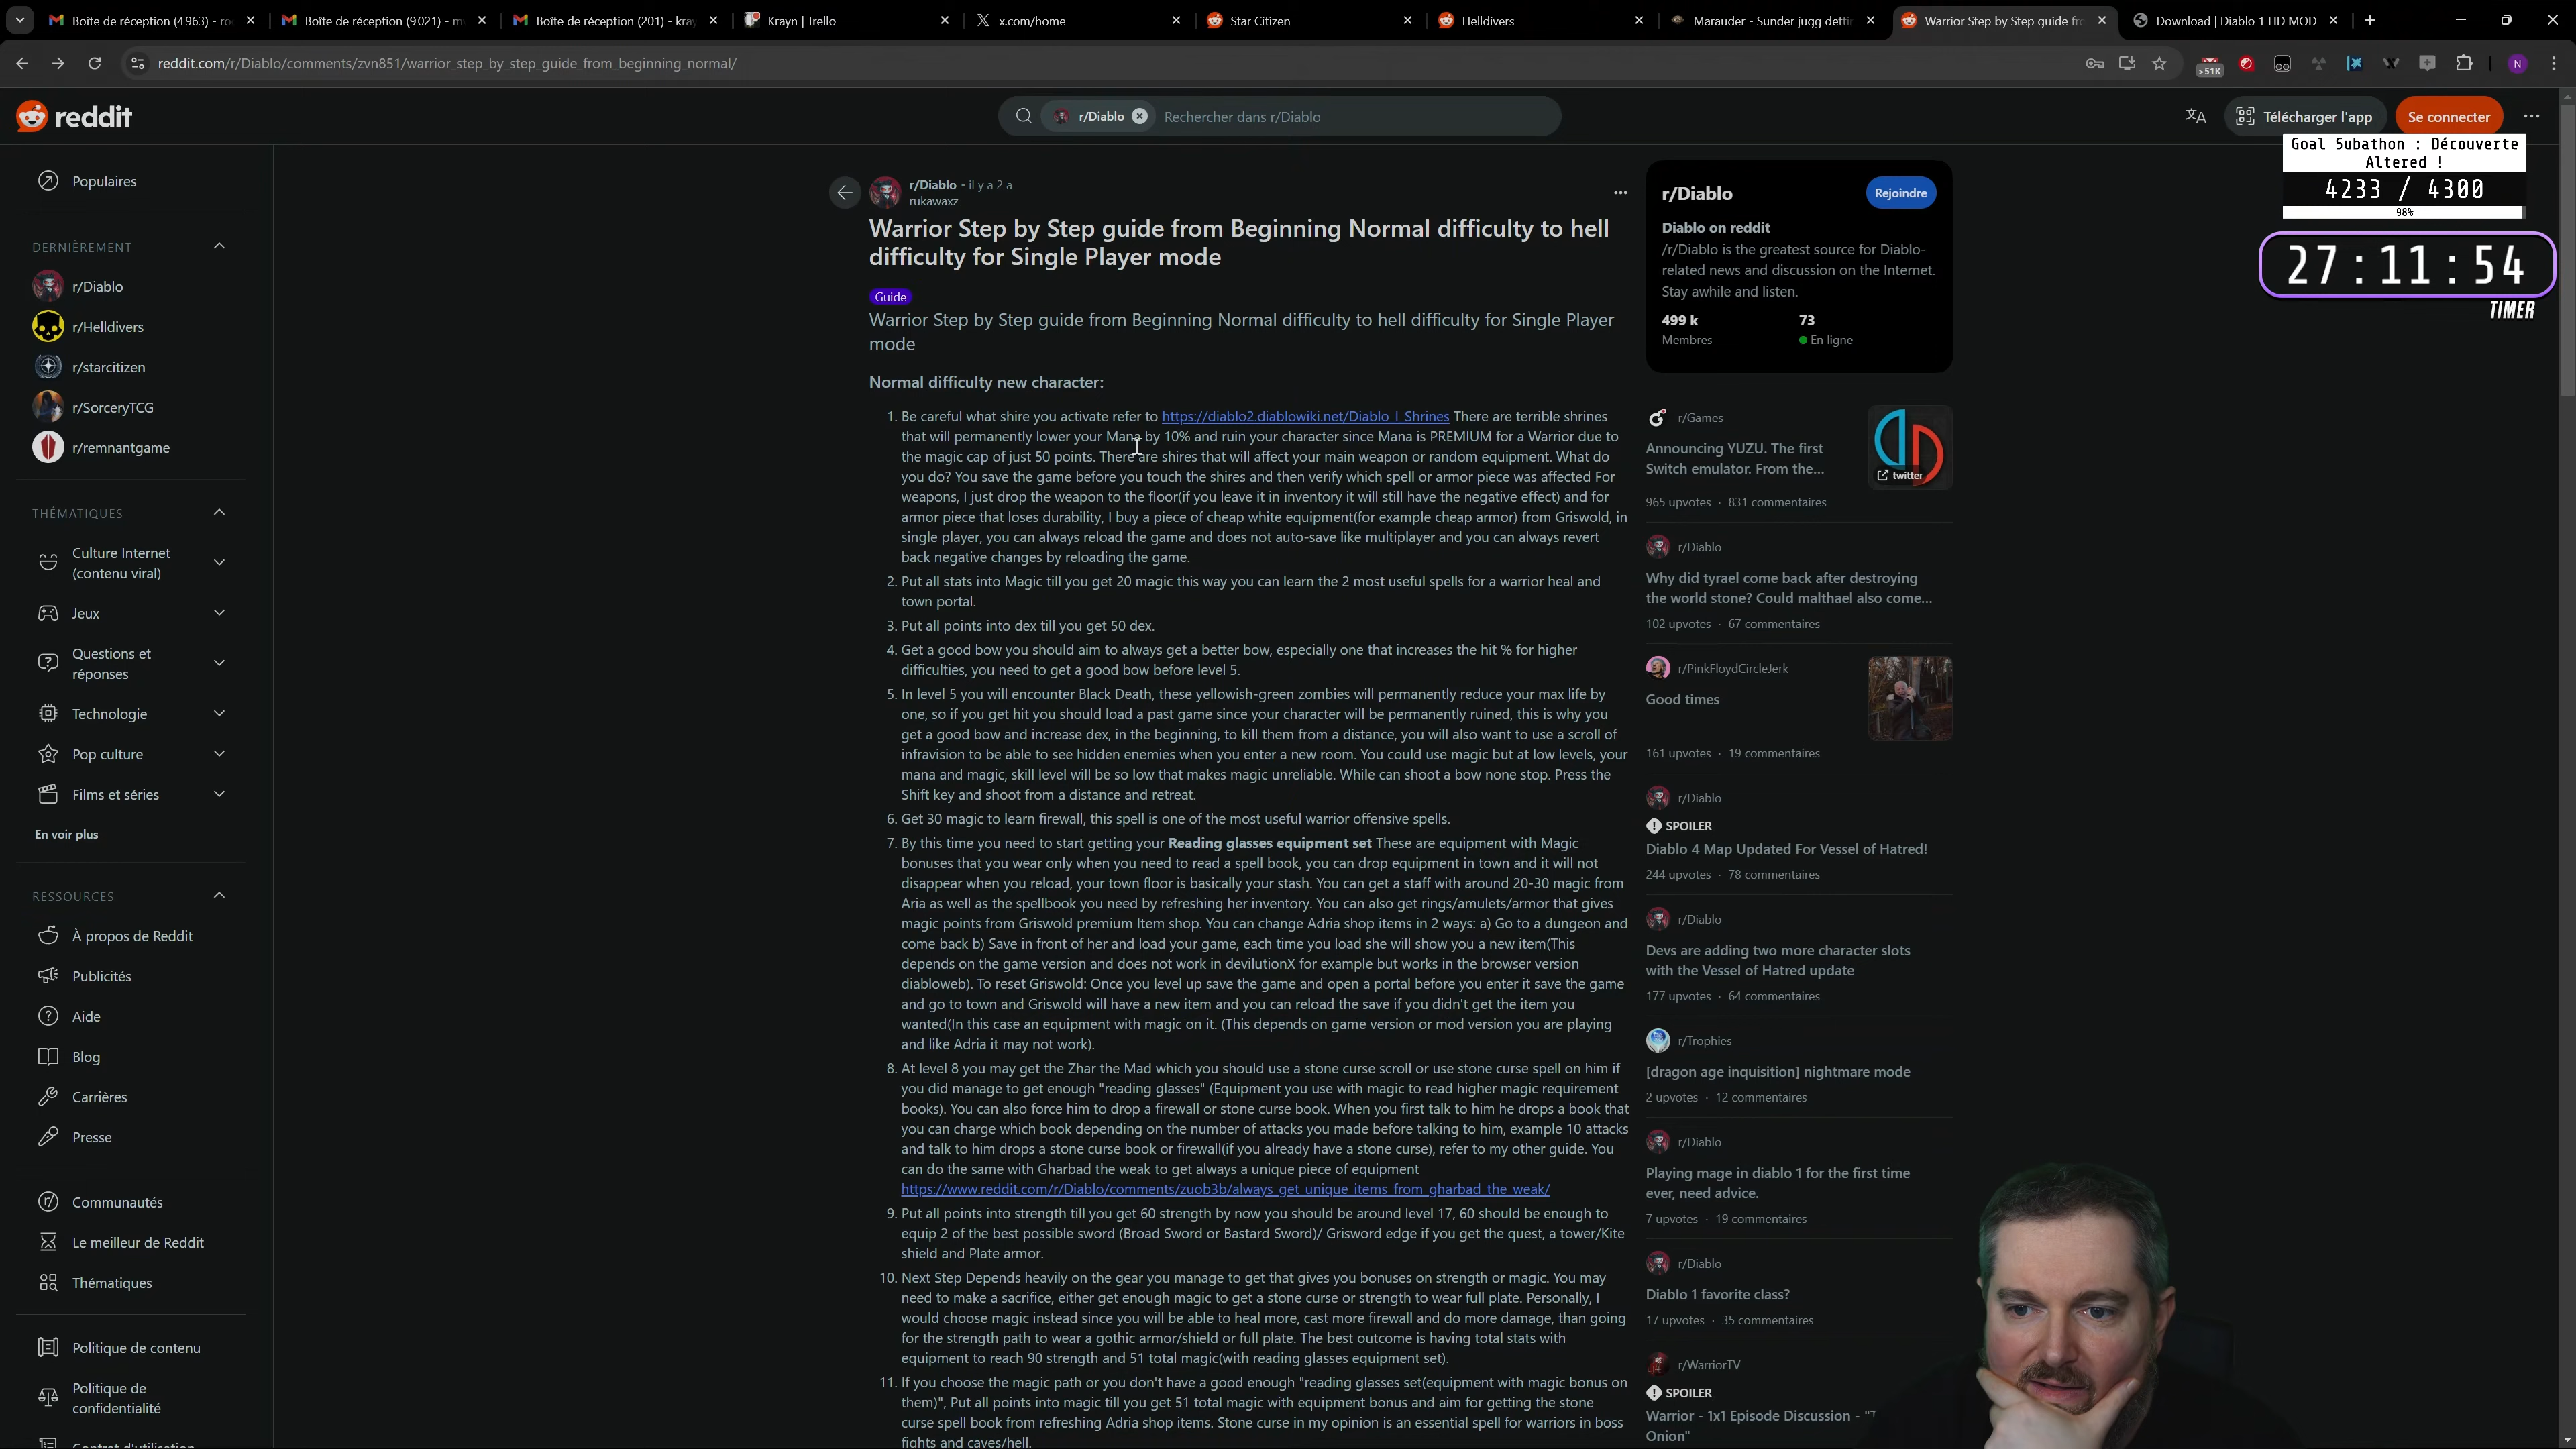 Boîte de réception (4 963) - ro
Boîte de réception (9 021) - m
Boîte de réception (201) - kray
Krayn | Trello
x.com/home
Star Citizen
Helldivers
Marauder - Sunder jugg dettin
Warrior Step by Step guide fro
Download | Diablo 1 HD MOD
reddit.com/r/Diablo/comments/zvn851/warrior_step_by_step_guide_from_beginning_normal/
>51K
N
reddit
r/Diablo
Rechercher dans r/Diablo
Télécharger l'app
Se connecter
Goal Subathon : Découverte
Altered !
4233 / 4300
98%
27:11:54
TIMER
Populaires
DERNIÈREMENT
r/Diablo
r/Helldivers
r/starcitizen
r/SorceryTCG
r/remnantgame
THÉMATIQUES
Culture Internet
(contenu viral)
Jeux
Questions et
réponses
Technologie
Pop culture
Films et séries
En voir plus
RESSOURCES
À propos de Reddit
Publicités
Aide
Blog
Carrières
Presse
Communautés
Le meilleur de Reddit
Thématiques
Politique de contenu
Politique de
confidentialité
Contrat d'utilisation
r/Diablo • il y a 2 a
rukawaxz
Warrior Step by Step guide from Beginning Normal difficulty to hell
difficulty for Single Player mode
Guide
Warrior Step by Step guide from Beginning Normal difficulty to hell difficulty for Single Player
mode
Normal difficulty new character:
1. Be careful what shire you activate refer to https://diablo2.diablowiki.net/Diablo_I_Shrines There are terrible shrines
that will permanently lower your Mana by 10% and ruin your character since Mana is PREMIUM for a Warrior due to
the magic cap of just 50 points. There are shires that will affect your main weapon or random equipment. What do
you do? You save the game before you touch the shires and then verify which spell or armor piece was affected For
weapons, I just drop the weapon to the floor(if you leave it in inventory it will still have the negative effect) and for
armor piece that loses durability, I buy a piece of cheap white equipment(for example cheap armor) from Griswold, in
single player, you can always reload the game and does not auto-save like multiplayer and you can always revert
back negative changes by reloading the game.
2. Put all stats into Magic till you get 20 magic this way you can learn the 2 most useful spells for a warrior heal and
town portal.
3. Put all points into dex till you get 50 dex.
4. Get a good bow you should aim to always get a better bow, especially one that increases the hit % for higher
difficulties, you need to get a good bow before level 5.
5. In level 5 you will encounter Black Death, these yellowish-green zombies will permanently reduce your max life by
one, so if you get hit you should load a past game since your character will be permanently ruined, this is why you
get a good bow and increase dex, in the beginning, to kill them from a distance, you will also want to use a scroll of
infravision to be able to see hidden enemies when you enter a new room. You could use magic but at low levels, your
mana and magic, skill level will be so low that makes magic unreliable. While can shoot a bow none stop. Press the
Shift key and shoot from a distance and retreat.
6. Get 30 magic to learn firewall, this spell is one of the most useful warrior offensive spells.
7. By this time you need to start getting your Reading glasses equipment set These are equipment with Magic
bonuses that you wear only when you need to read a spell book, you can drop equipment in town and it will not
disappear when you reload, your town floor is basically your stash. You can get a staff with around 20-30 magic from
Aria as well as the spellbook you need by refreshing her inventory. You can also get rings/amulets/armor that gives
magic points from Griswold premium Item shop. You can change Adria shop items in 2 ways: a) Go to a dungeon and
come back b) Save in front of her and load your game, each time you load she will show you a new item(This
depends on the game version and does not work in devilutionX for example but works in the browser version
diabloweb). To reset Griswold: Once you level up save the game and open a portal before you enter it save the game
and go to town and Griswold will have a new item and you can reload the save if you didn't get the item you
wanted(In this case an equipment with magic on it. (This depends on game version or mod version you are playing
and like Adria it may not work).
8. At level 8 you may get the Zhar the Mad which you should use a stone curse scroll or use stone curse spell on him if
you did manage to get enough "reading glasses" (Equipment you use with magic to read higher magic requirement
books). You can also force him to drop a firewall or stone curse book. When you first talk to him he drops a book that
you can charge which book depending on the number of attacks you made before talking to him, example 10 attacks
and talk to him drops a stone curse book or firewall(if you already have a stone curse), refer to my other guide. You
can do the same with Gharbad the weak to get always a unique piece of equipment
https://www.reddit.com/r/Diablo/comments/zuob3b/always_get_unique_items_from_gharbad_the_weak/
9. Put all points into strength till you get 60 strength by now you should be around level 17, 60 should be enough to
equip 2 of the best possible sword (Broad Sword or Bastard Sword)/ Grisword edge if you get the quest, a tower/Kite
shield and Plate armor.
10. Next Step Depends heavily on the gear you manage to get that gives you bonuses on strength or magic. You may
need to make a sacrifice, either get enough magic to get a stone curse or strength to wear full plate. Personally, I
would choose magic instead since you will be able to heal more, cast more firewall and do more damage, than going
for the strength path to wear a gothic armor/shield or full plate. The best outcome is having total stats with
equipment to reach 90 strength and 51 total magic(with reading glasses equipment set).
11. If you choose the magic path or you don't have a good enough "reading glasses set(equipment with magic bonus on
them)", Put all points into magic till you get 51 total magic with equipment bonus and aim for getting the stone
curse spell book from refreshing Adria shop items. Stone curse in my opinion is an essential spell for warriors in boss
fights and caves/hell.
r/Diablo
Rejoindre
Diablo on reddit
/r/Diablo is the greatest source for Diablo-
related news and discussion on the Internet.
Stay awhile and listen.
499 k
73
Membres
En ligne
r/Games
Announcing YUZU. The first
Switch emulator. From the...
twitter
965 upvotes · 831 commentaires
r/Diablo
Why did tyrael come back after destroying
the world stone? Could malthael also come...
102 upvotes · 67 commentaires
r/PinkFloydCircleJerk
Good times
161 upvotes · 19 commentaires
r/Diablo
SPOILER
Diablo 4 Map Updated For Vessel of Hatred!
244 upvotes · 78 commentaires
r/Diablo
Devs are adding two more character slots
with the Vessel of Hatred update
177 upvotes · 64 commentaires
r/Trophies
[dragon age inquisition] nightmare mode
2 upvotes · 12 commentaires
r/Diablo
Playing mage in diablo 1 for the first time
ever, need advice.
7 upvotes · 19 commentaires
r/Diablo
Diablo 1 favorite class?
17 upvotes · 35 commentaires
r/WarriorTV
SPOILER
Warrior - 1x1 Episode Discussion - "T
Onion"